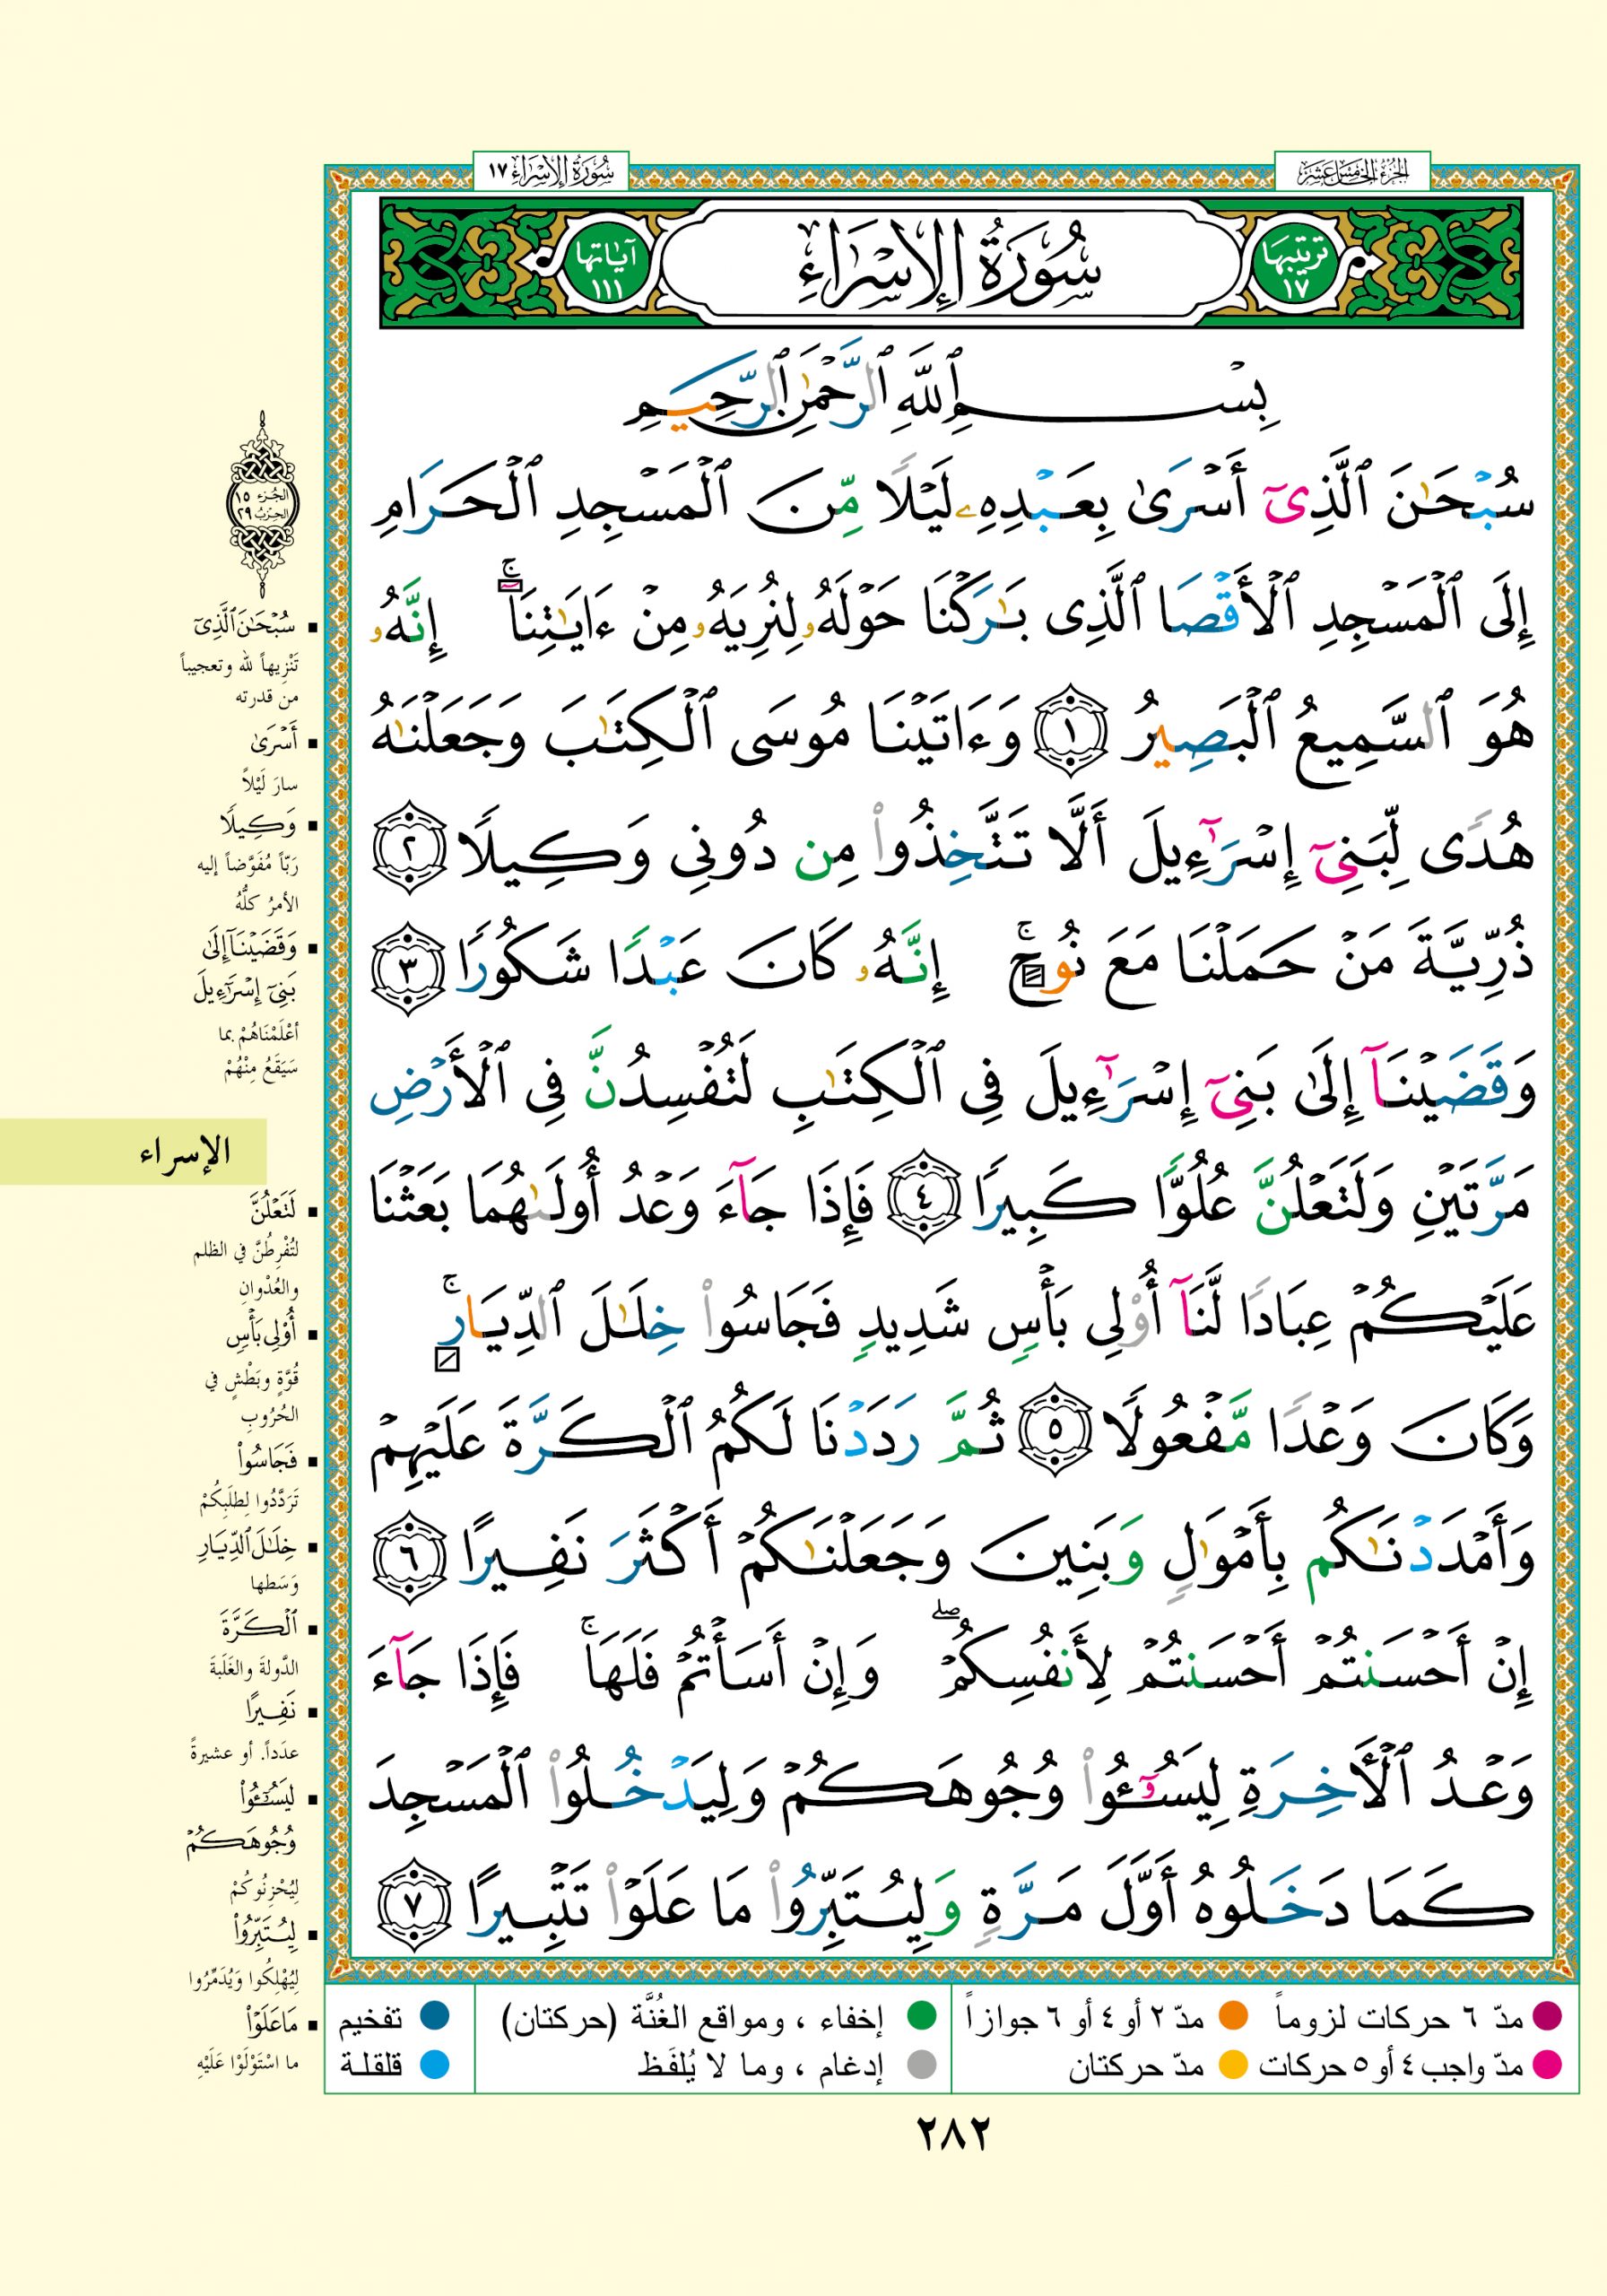 الجزء الخامس عشر
سورة الإسراء ١٧
ترتيبها ١٧
سُورَةُ الإِسْرَاءِ
آياتها ١١١
بِسْمِ ٱللَّهِ ٱلرَّحْمَٰنِ ٱلرَّحِيمِ
سُبْحَٰنَ ٱلَّذِىٓ أَسْرَىٰ بِعَبْدِهِۦ لَيْلًا مِّنَ ٱلْمَسْجِدِ ٱلْحَرَامِ
إِلَى ٱلْمَسْجِدِ ٱلْأَقْصَا ٱلَّذِى بَٰرَكْنَا حَوْلَهُۥ لِنُرِيَهُۥ مِنْ ءَايَٰتِنَآ ۚ إِنَّهُۥ
هُوَ ٱلسَّمِيعُ ٱلْبَصِيرُ ١ وَءَاتَيْنَا مُوسَى ٱلْكِتَٰبَ وَجَعَلْنَٰهُ
هُدًى لِّبَنِىٓ إِسْرَٰٓءِيلَ أَلَّا تَتَّخِذُوا۟ مِن دُونِى وَكِيلًا ٢
ذُرِّيَّةَ مَنْ حَمَلْنَا مَعَ نُوحٍ ۚ إِنَّهُۥ كَانَ عَبْدًا شَكُورًا ٣
وَقَضَيْنَآ إِلَىٰ بَنِىٓ إِسْرَٰٓءِيلَ فِى ٱلْكِتَٰبِ لَتُفْسِدُنَّ فِى ٱلْأَرْضِ
مَرَّتَيْنِ وَلَتَعْلُنَّ عُلُوًّا كَبِيرًا ٤ فَإِذَا جَآءَ وَعْدُ أُولَىٰهُمَا بَعَثْنَا
عَلَيْكُمْ عِبَادًا لَّنَآ أُو۟لِى بَأْسٍ شَدِيدٍ فَجَاسُوا۟ خِلَٰلَ ٱلدِّيَارِ ۚ
وَكَانَ وَعْدًا مَّفْعُولًا ٥ ثُمَّ رَدَدْنَا لَكُمُ ٱلْكَرَّةَ عَلَيْهِمْ
وَأَمْدَدْنَٰكُم بِأَمْوَٰلٍ وَبَنِينَ وَجَعَلْنَٰكُمْ أَكْثَرَ نَفِيرًا ٦
إِنْ أَحْسَنتُمْ أَحْسَنتُمْ لِأَنفُسِكُمْ ۖ وَإِنْ أَسَأْتُمْ فَلَهَا ۚ فَإِذَا جَآءَ
وَعْدُ ٱلْأَخِرَةِ لِيَسُۥٓـُٔوا۟ وُجُوهَكُمْ وَلِيَدْخُلُوا۟ ٱلْمَسْجِدَ
كَمَا دَخَلُوهُ أَوَّلَ مَرَّةٍ وَلِيُتَبِّرُوا۟ مَا عَلَوْا۟ تَتْبِيرًا ٧
الجزء ١٥
الحزب ٢٩
سُبْحَٰنَ ٱلَّذِىٓ
تَنْزِيهاً لله وتعجيباً
من قدرته
أَسْرَىٰ
سارَ لَيْلاً
وَكِيلًا
رَبّاً مُفَوَّضاً إليه
الأمرُ كلُّهُ
وَقَضَيْنَآ إِلَىٰ
بَنِىٓ إِسْرَٰٓءِيلَ
أعْلَمْنَاهُمْ بما
سَيَقَعُ مِنْهُمْ
الإسراء
لَتَعْلُنَّ
لتُفْرِطُنَّ في الظلم
والعُدْوانِ
أُو۟لِى بَأْسٍ
قُوَّةٍ وبَطْشٍ في
الحُرُوبِ
فَجَاسُوا۟
تَرَدَّدُوا لِطَلَبِكُمْ
خِلَٰلَ ٱلدِّيَارِ
وَسَطها
ٱلْكَرَّةَ
الدَّولةَ والغَلَبةَ
نَفِيرًا
عدَداً. أو عشيرةً
لِيَسُۥٓـُٔوا۟
وُجُوهَكُمْ
لِيُحْزِنُوكُمْ
لِيُتَبِّرُوا۟
لِيُهْلِكُوا وَيُدَمِّرُوا
مَا عَلَوْا۟
ما اسْتَوْلَوْا عَلَيْهِ
مدّ ٦ حركات لزوماً مدّ ٢ أو ٤ أو ٦ جوازاً إخفاء ، ومواقع الغُنَّة (حركتان) تفخيم
مدّ واجب ٤ أو ٥ حركات مدّ حركتان إدغام ، وما لا يُلفَظ قلقلة
٢٨٢